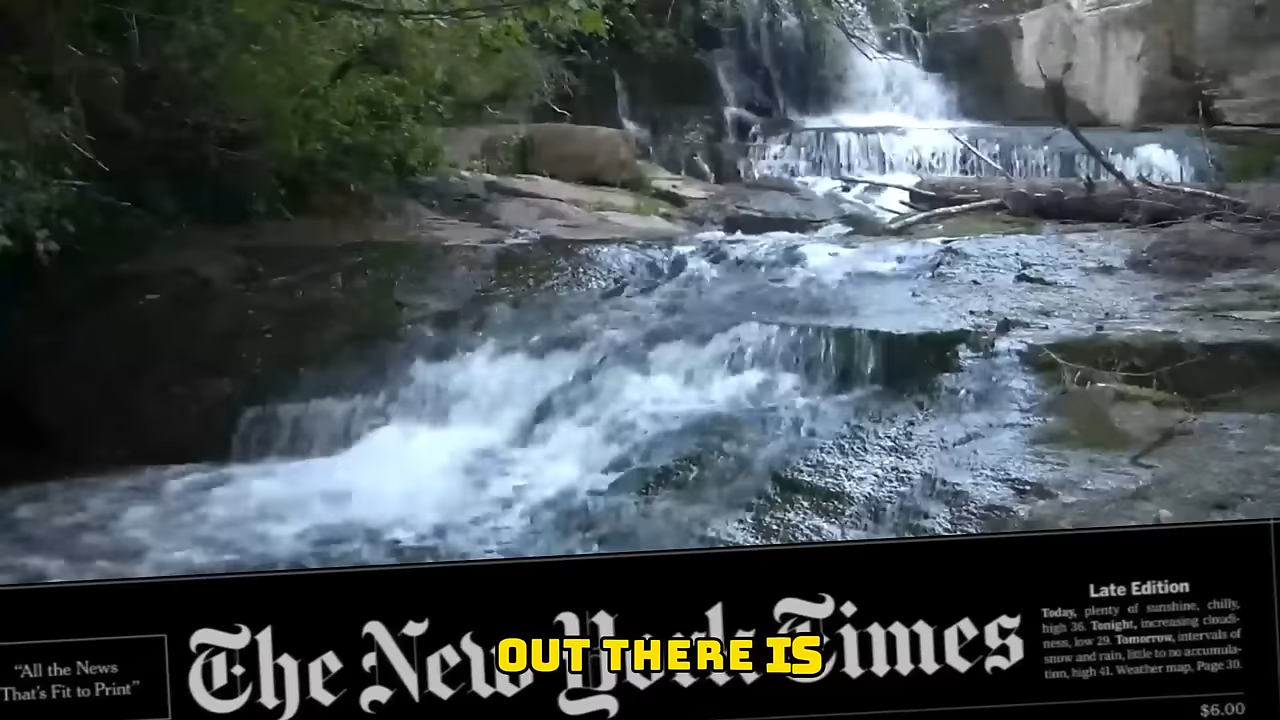 Late Edition
Today, plenty of sunshine, chilly,
high 36. Tonight, increasing cloudi-
ness, low 29. Tomorrow, intervals of
snow and rain, little to no accumula-
tion, high 41. Weather map, Page 30.
$6.00
The New York Times
OUT THERE IS
“All the News
That’s Fit to Print”